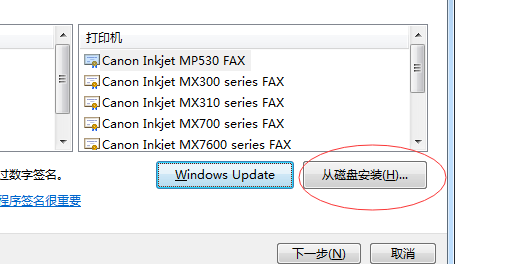 打印机
Canon Inkjet MP530 FAX
Canon Inkjet MX300 series FAX
Canon Inkjet MX310 series FAX
Canon Inkjet MX700 series FAX
Canon Inkjet MX7600 series FAX
过数字签名。
Windows Update
从磁盘安装(H)...
程序签名很重要
下一步(N)
取消